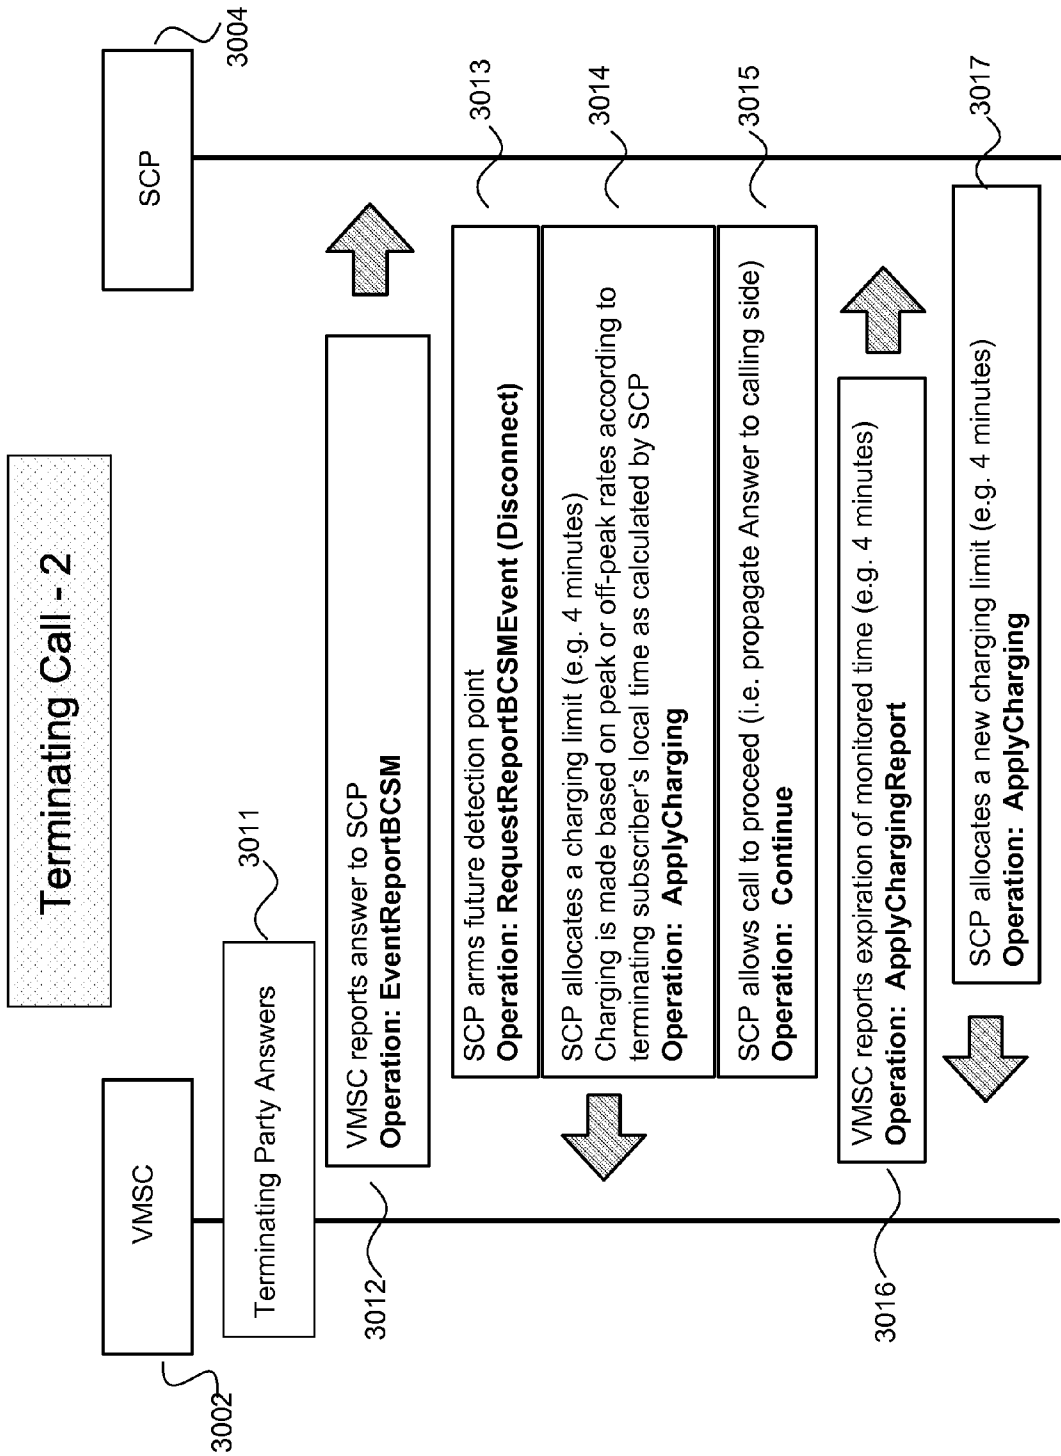 Terminating Call - 2
VMSC
SCP
3002
3004
Terminating Party Answers
3011
VMSC reports answer to SCP
Operation: EventReportBCSM
3012
SCP arms future detection point
Operation: RequestReportBCSMEvent (Disconnect)
3013
SCP allocates a charging limit (e.g. 4 minutes)
Charging is made based on peak or off-peak rates according to
terminating subscriber's local time as calculated by SCP
Operation: ApplyCharging
3014
SCP allows call to proceed (i.e. propagate Answer to calling side)
Operation: Continue
3015
VMSC reports expiration of monitored time (e.g. 4 minutes)
Operation: ApplyChargingReport
3016
SCP allocates a new charging limit (e.g. 4 minutes)
Operation: ApplyCharging
3017